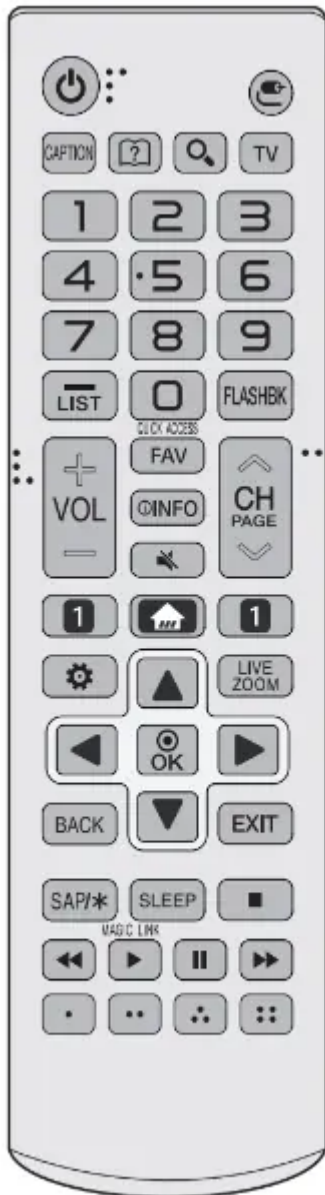 CAPTION ? TV
1 2 3
4 5 6
7 8 9
LIST 0 FLASHBK
QUICK ACCESS
FAV
VOL INFO CH
PAGE
1 1
LIVE
ZOOM
OK
BACK EXIT
SAP/* SLEEP
MAGIC LINK